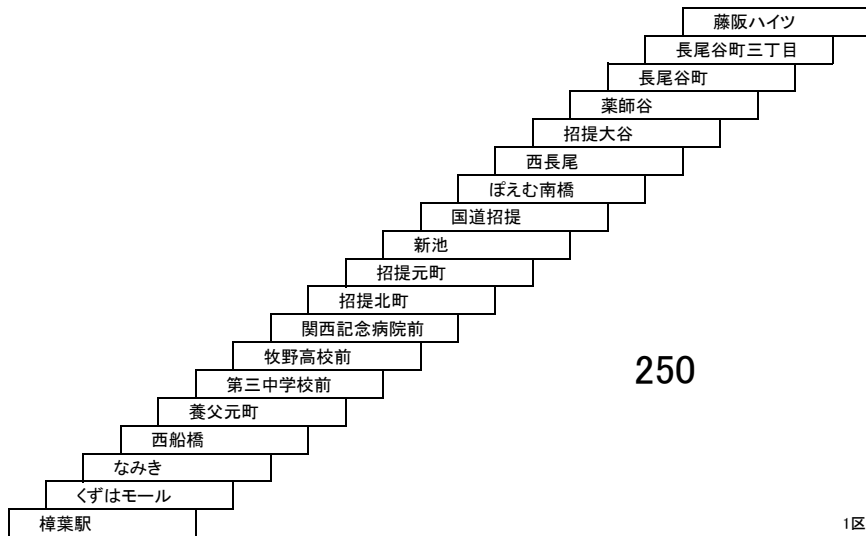 藤阪ハイツ
長尾谷町三丁目
長尾谷町
薬師谷
招提大谷
西長尾
ぽえむ南橋
国道招提
新池
招提元町
招提北町
関西記念病院前
牧野高校前
250
第三中学校前
養父元町
西船橋
なみき
くずはモール
樟葉駅
1区